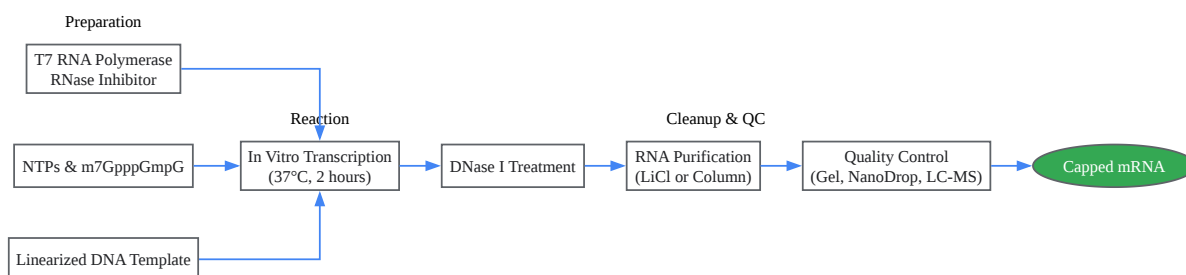 Preparation
T7 RNA Polymerase
RNase Inhibitor
Reaction
Cleanup & QC
NTPs & m7GpppGmpG
In Vitro Transcription
(37°C, 2 hours)
DNase I Treatment
RNA Purification
(LiCl or Column)
Quality Control
(Gel, NanoDrop, LC-MS)
Capped mRNA
Linearized DNA Template